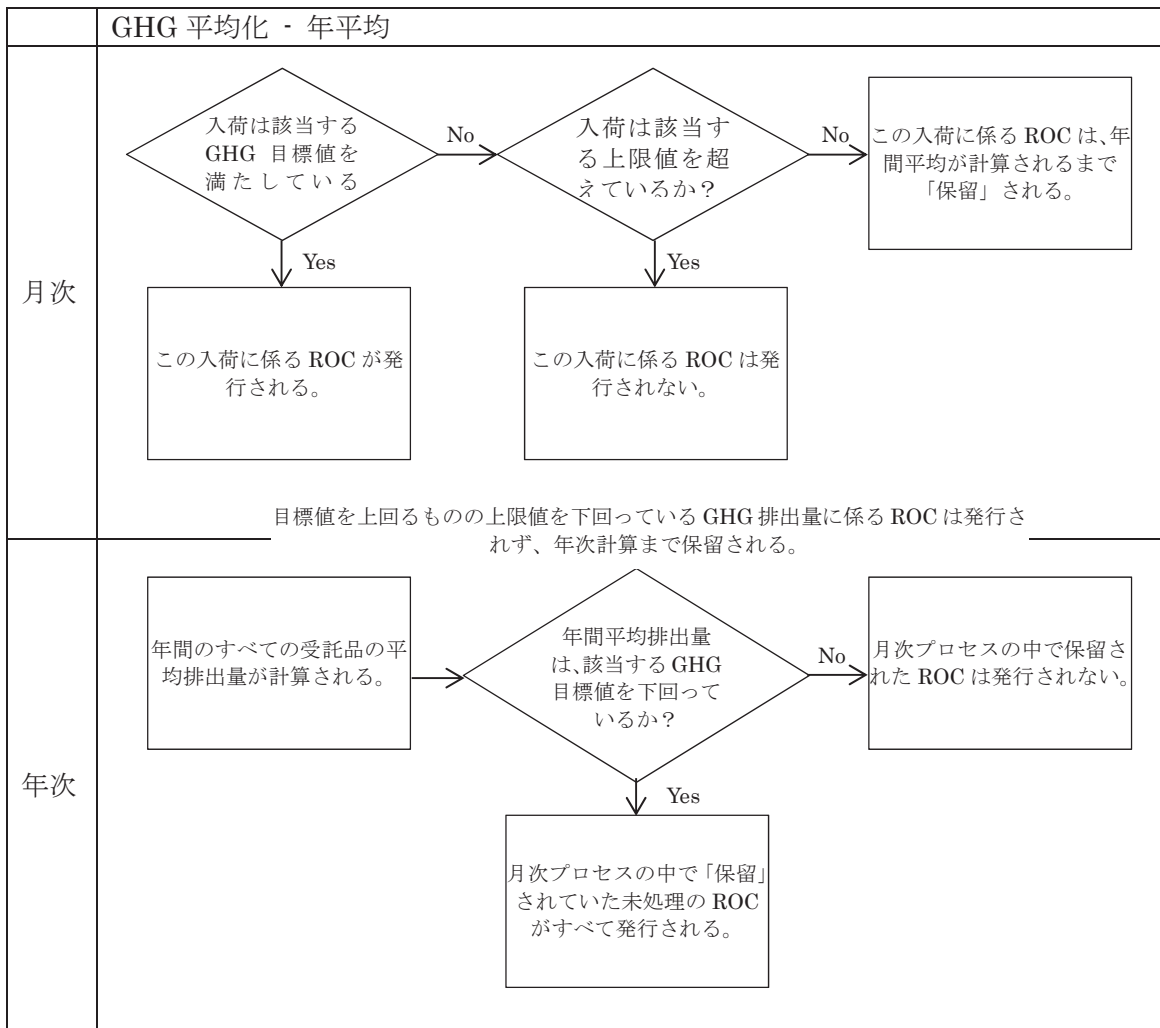 GHG 平均化 - 年平均
月次
入荷は該当する
GHG 目標値を
満たしている
No
入荷は該当す
る上限値を超
えているか？
No
この入荷に係る ROC は、年
間平均が計算されるまで
「保留」される。
Yes
Yes
この入荷に係る ROC が発
行される。
この入荷に係る ROC は発
行されない。
目標値を上回るものの上限値を下回っている GHG 排出量に係る ROC は発行さ
れず、年次計算まで保留される。
年次
年間のすべての受託品の平
均排出量が計算される。
年間平均排出量
は、該当する GHG
目標値を下回って
いるか？
No
月次プロセスの中で保留さ
れた ROC は発行されない。
Yes
月次プロセスの中で「保留」
されていた未処理の ROC
がすべて発行される。